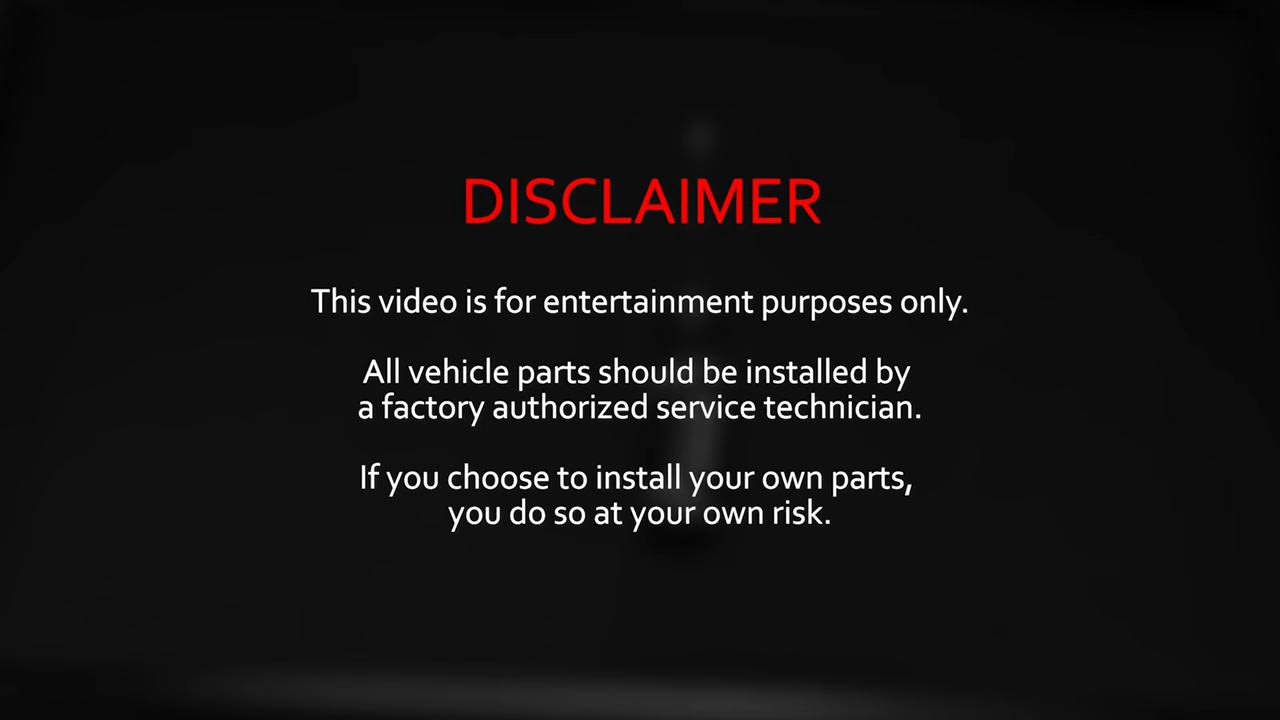 DISCLAIMER
This video is for entertainment purposes only.
All vehicle parts should be installed by
a factory authorized service technician.
If you choose to install your own parts,
you do so at your own risk.